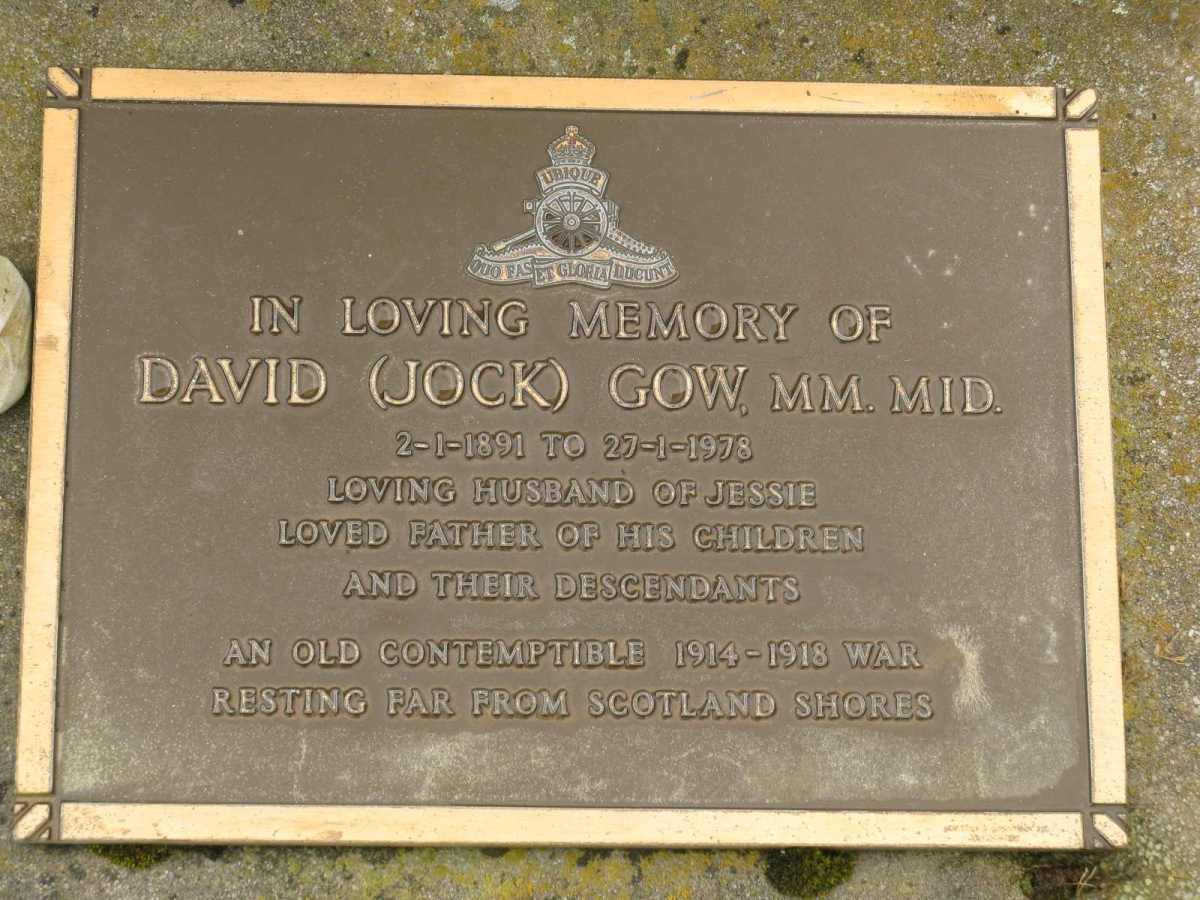 UBIQUE
QUO FAS ET GLORIA DUCUNT
IN LOVING MEMORY OF
DAVID (JOCK) GOW, MM. MID.
2-1-1891 TO 27-1-1978
LOVING HUSBAND OF JESSIE
LOVED FATHER OF HIS CHILDREN
AND THEIR DESCENDANTS
AN OLD CONTEMPTIBLE 1914-1918 WAR
RESTING FAR FROM SCOTLAND SHORES